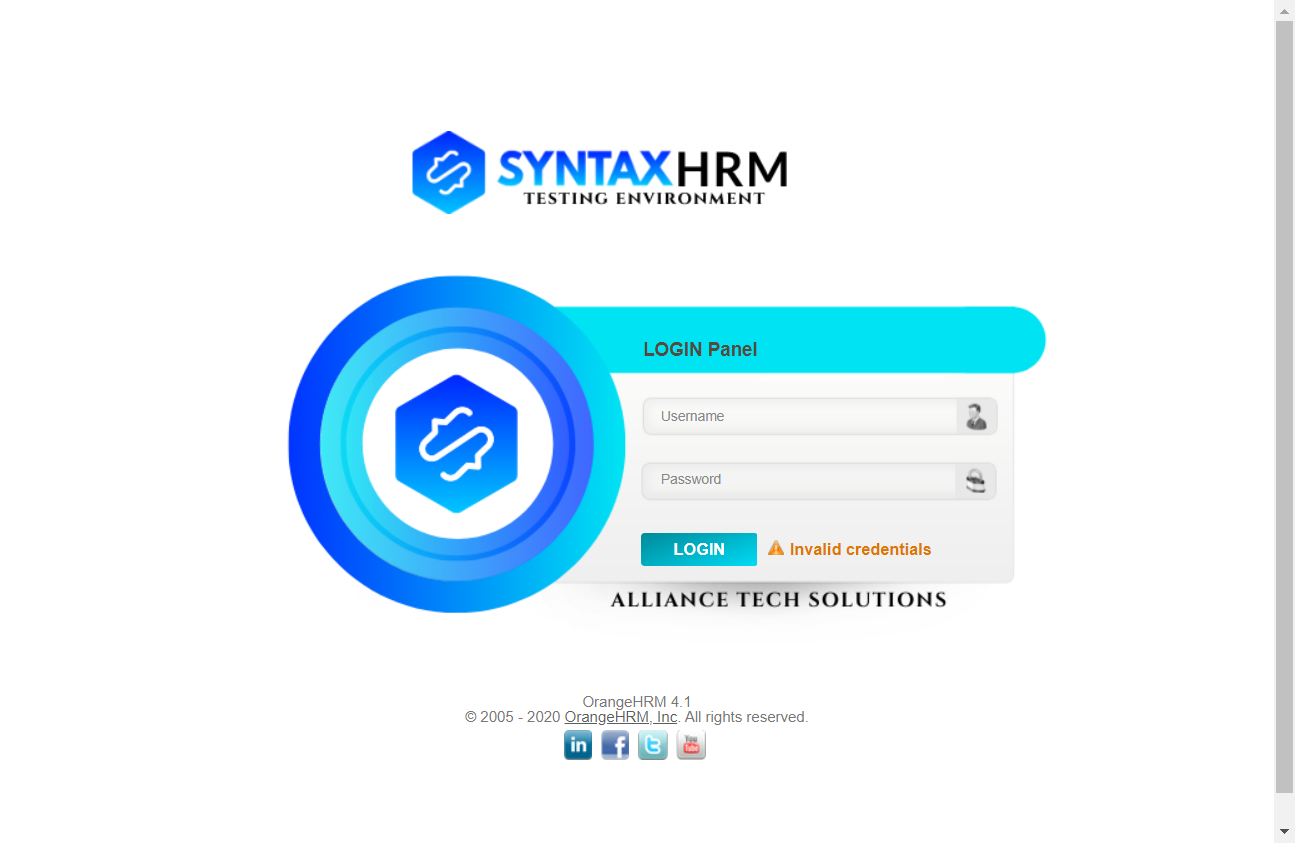 SYNTAXHRM
TESTING ENVIRONMENT
LOGIN Panel
Username
Password
LOGIN
Invalid credentials
ALLIANCE TECH SOLUTIONS
OrangeHRM 4.1
© 2005 - 2020 OrangeHRM, Inc. All rights reserved.
in f t You Tube